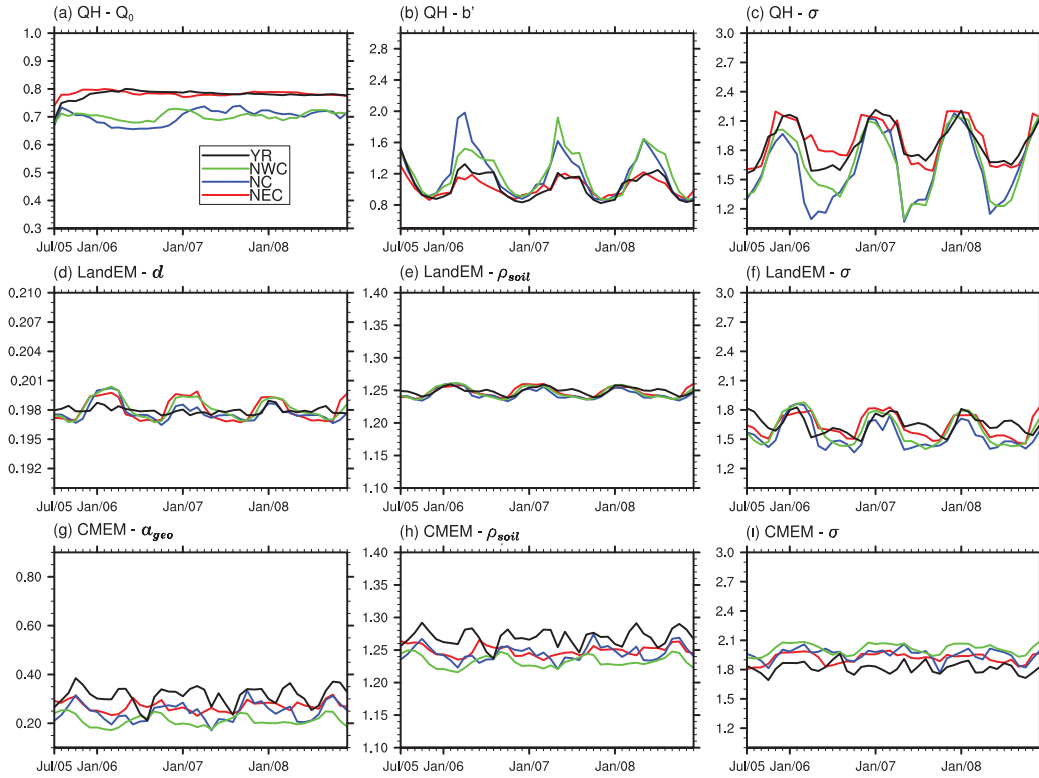 (a) QH - Q₀
(b) QH - b'
(c) QH - σ
1.0
0.9
0.8
0.7
0.6
0.5
0.4
0.3
YR
NWC
NC
NEC
Jul/05 Jan/06 Jan/07 Jan/08
2.8
2.4
2.0
1.6
1.2
0.8
Jul/05 Jan/06 Jan/07 Jan/08
3.0
2.7
2.4
2.1
1.8
1.5
1.2
Jul/05 Jan/06 Jan/07 Jan/08
(d) LandEM - d
(e) LandEM - ρsoil
(f) LandEM - σ
0.210
0.207
0.204
0.201
0.198
0.195
0.192
Jul/05 Jan/06 Jan/07 Jan/08
1.40
1.30
1.25
1.20
1.10
Jul/05 Jan/06 Jan/07 Jan/08
3.0
2.7
2.4
2.1
1.8
1.5
1.2
Jul/05 Jan/06 Jan/07 Jan/08
(g) CMEM - ageo
(h) CMEM - ρsoil
(i) CMEM - σ
0.80
0.60
0.40
0.20
Jul/05 Jan/06 Jan/07 Jan/08
1.40
1.30
1.25
1.20
1.10
Jul/05 Jan/06 Jan/07 Jan/08
3.0
2.7
2.4
2.1
1.8
1.5
1.2
Jul/05 Jan/06 Jan/07 Jan/08